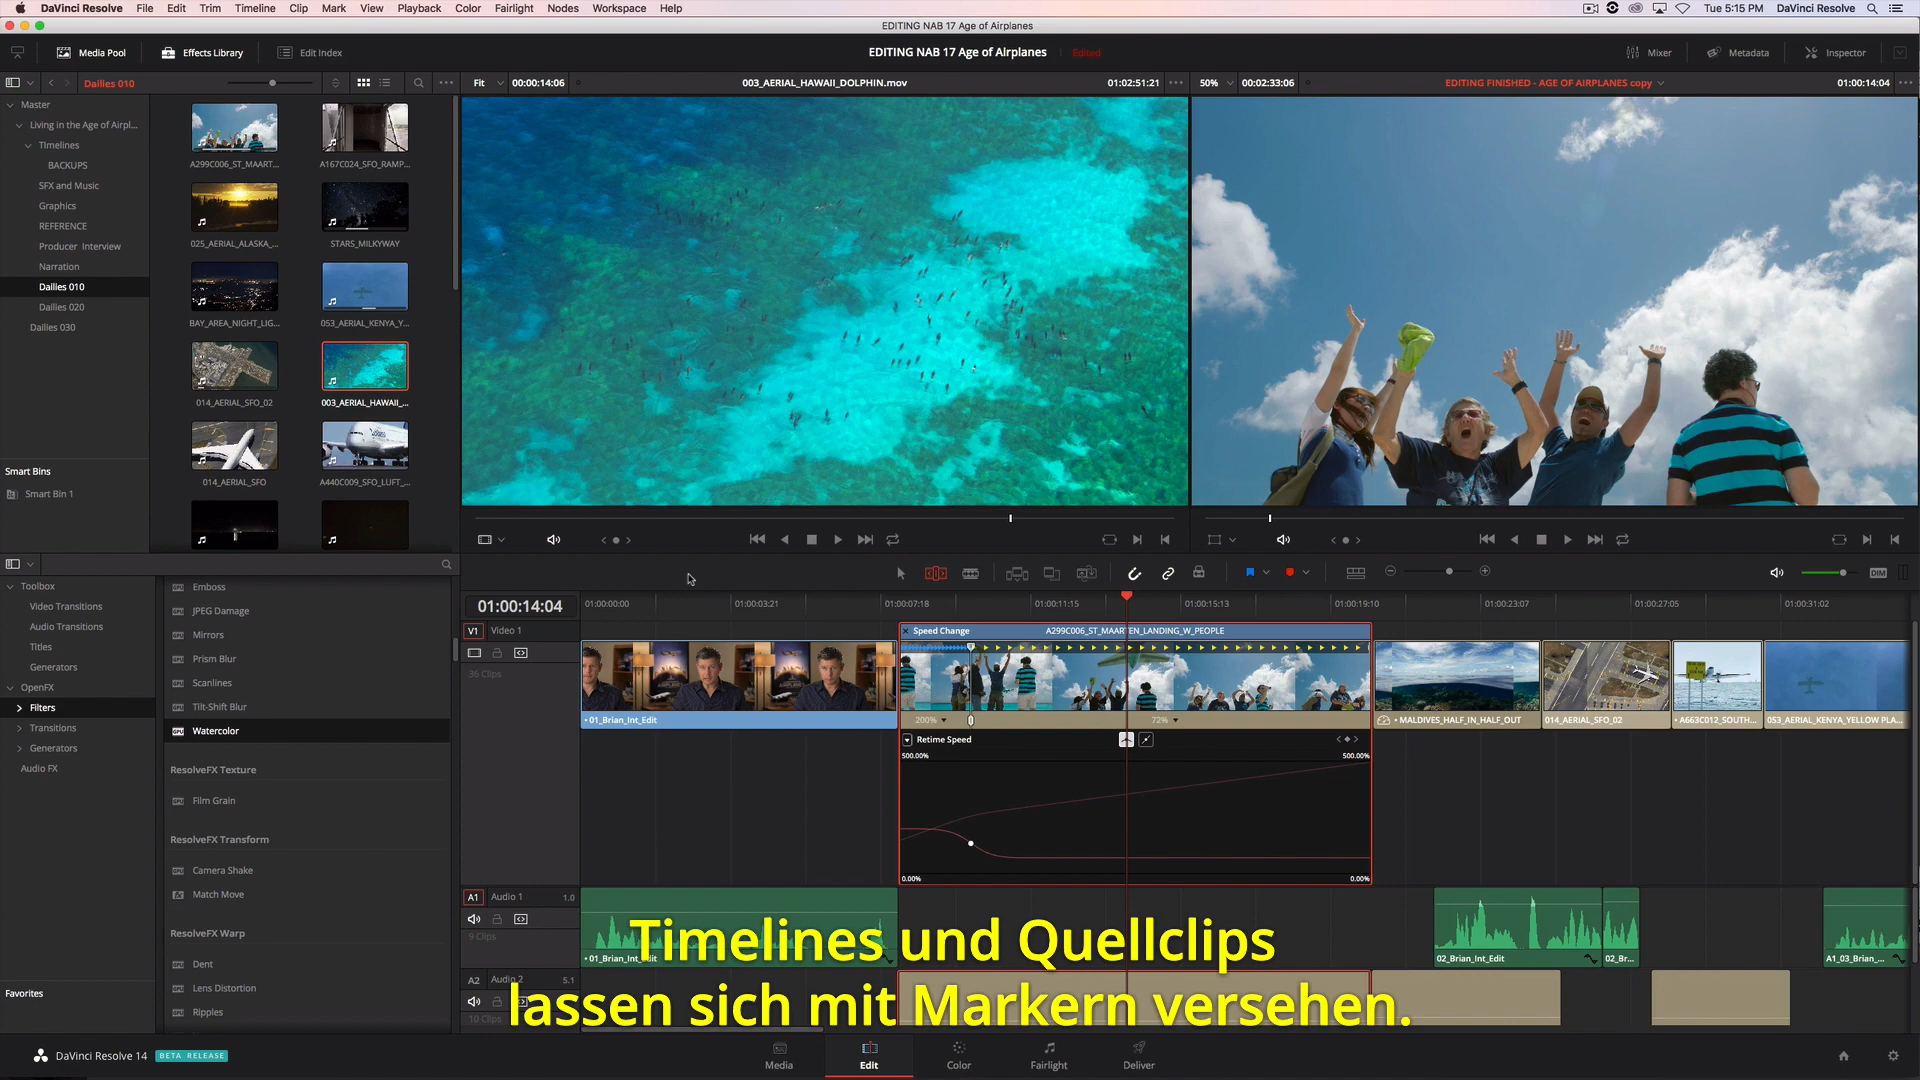 DaVinci Resolve File Edit Trim Timeline Clip Mark View Playback Color Fairlight Nodes Workspace Help
Tue 5:15 PM DaVinci Resolve
EDITING NAB 17 Age of Airplanes
Media Pool Effects Library Edit Index
EDITING NAB 17 Age of Airplanes Edited
Mixer Metadata Inspector
Dailies 010
Fit 00:00:14:06 003_AERIAL_HAWAII_DOLPHIN.mov 01:02:51:21
50% 00:02:33:06 EDITING FINISHED - AGE OF AIRPLANES copy 01:00:14:04
Master
Living in the Age of Airpl...
Timelines
BACKUPS
SFX and Music
Graphics
REFERENCE
Producer Interview
Narration
Dailies 010
Dailies 020
Dailies 030
Smart Bins
Smart Bin 1
A299C006_ST_MAART... A167C024_SFO_RAMP...
025_AERIAL_ALASKA_... STARS_MILKYWAY
BAY_AREA_NIGHT_LIG... 053_AERIAL_KENYA_Y...
014_AERIAL_SFO_02 003_AERIAL_HAWAII_...
014_AERIAL_SFO A440C009_SFO_LUFT_...
Toolbox
Video Transitions
Audio Transitions
Titles
Generators
OpenFX
Filters
Transitions
Generators
Audio FX
Favorites
Emboss
JPEG Damage
Mirrors
Prism Blur
Scanlines
Tilt-Shift Blur
Watercolor
ResolveFX Texture
Film Grain
ResolveFX Transform
Camera Shake
Match Move
ResolveFX Warp
Dent
Lens Distortion
Ripples
DIM
01:00:14:04
01:00:00:00 01:00:03:21 01:00:07:18 01:00:11:15 01:00:15:13 01:00:19:10 01:00:23:07 01:00:27:05 01:00:31:02
V1 Video 1
36 Clips
Speed Change A299C006_ST_MAARTEN_LANDING_W_PEOPLE
• 01_Brian_Int_Edit 200% 72% • MALDIVES_HALF_IN_HALF_OUT 014_AERIAL_SFO_02 • A663C012_SOUTH... 053_AERIAL_KENYA_YELLOW PLA...
Retime Speed
500.00% 500.00%
0.00% 0.00%
A1 Audio 1 1.0
9 Clips
• 01_Brian_Int_Edit 02_Brian_Int_Edit 02_Br... A1_03_Brian_...
A2 Audio 2 5.1
10 Clips
Timelines und Quellclips
lassen sich mit Markern versehen.
DaVinci Resolve 14 BETA RELEASE
Media Edit Color Fairlight Deliver